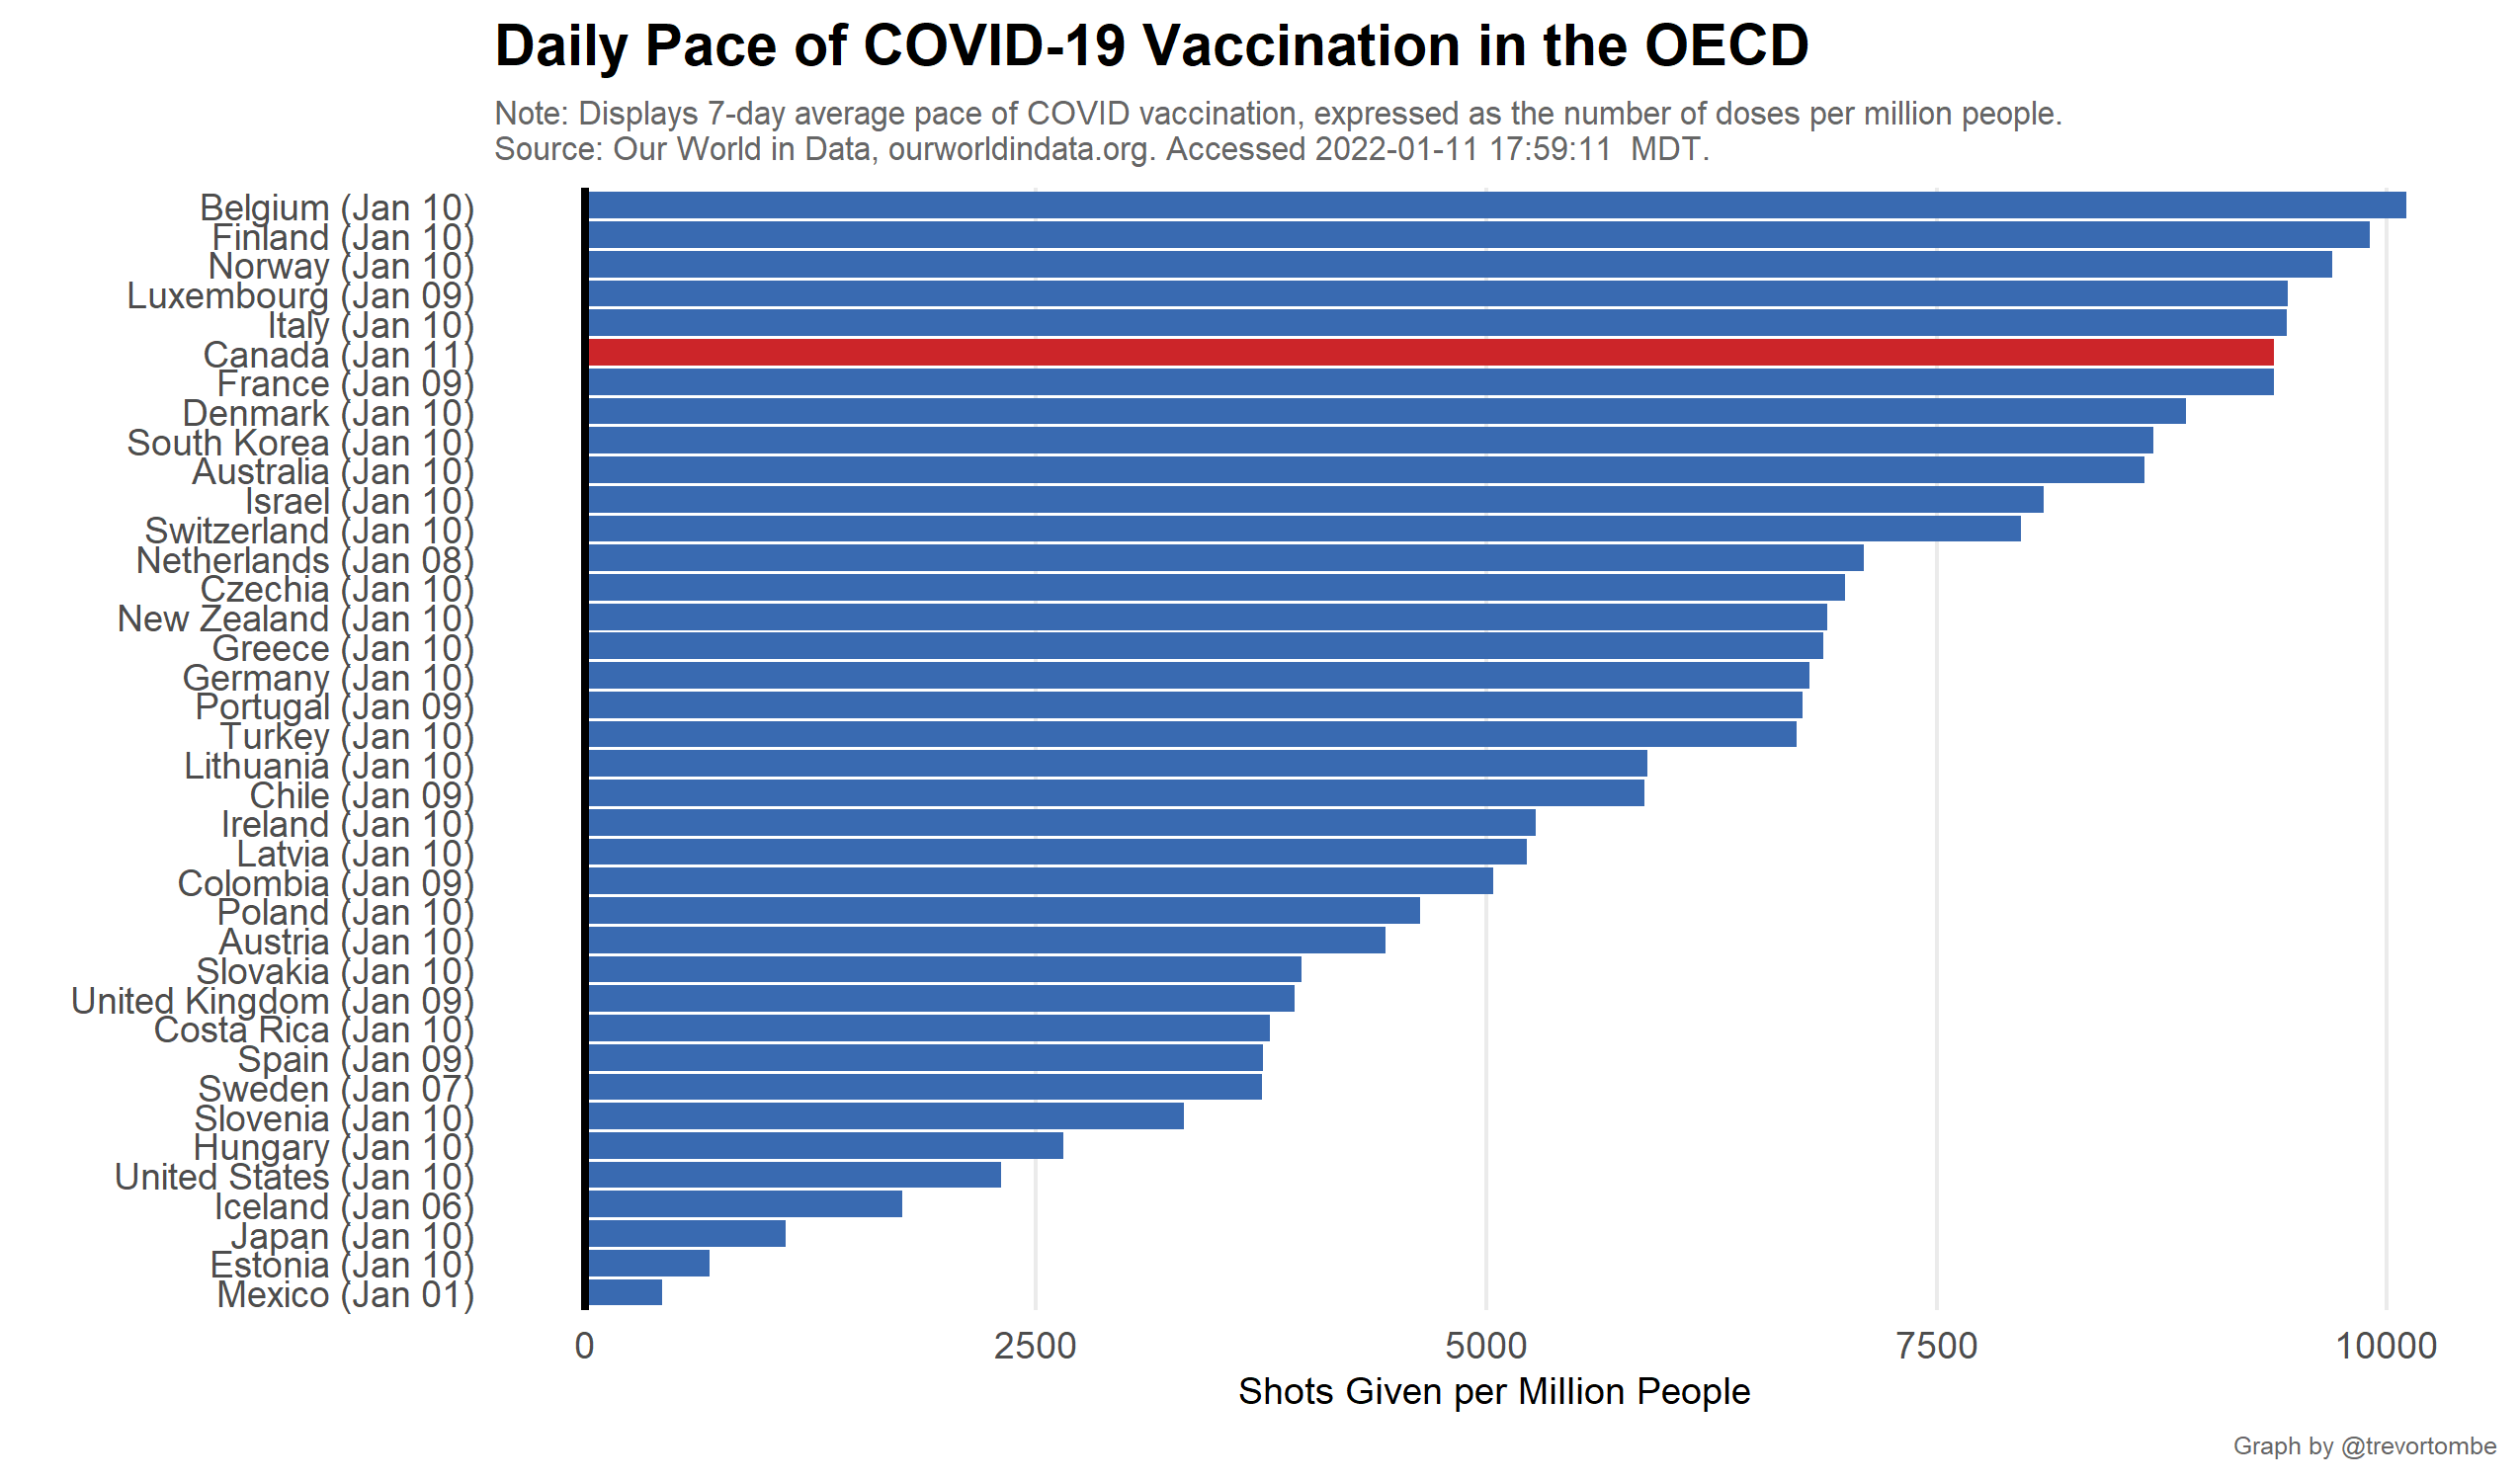 Daily Pace of COVID-19 Vaccination in the OECD
Note: Displays 7-day average pace of COVID vaccination, expressed as the number of doses per million people.
Source: Our World in Data, ourworldindata.org. Accessed 2022-01-11 17:59:11  MDT.
Belgium (Jan 10)
Finland (Jan 10)
Norway (Jan 10)
Luxembourg (Jan 09)
Italy (Jan 10)
Canada (Jan 11)
France (Jan 09)
Denmark (Jan 10)
South Korea (Jan 10)
Australia (Jan 10)
Israel (Jan 10)
Switzerland (Jan 10)
Netherlands (Jan 08)
Czechia (Jan 10)
New Zealand (Jan 10)
Greece (Jan 10)
Germany (Jan 10)
Portugal (Jan 09)
Turkey (Jan 10)
Lithuania (Jan 10)
Chile (Jan 09)
Ireland (Jan 10)
Latvia (Jan 10)
Colombia (Jan 09)
Poland (Jan 10)
Austria (Jan 10)
Slovakia (Jan 10)
United Kingdom (Jan 09)
Costa Rica (Jan 10)
Spain (Jan 09)
Sweden (Jan 07)
Slovenia (Jan 10)
Hungary (Jan 10)
United States (Jan 10)
Iceland (Jan 06)
Japan (Jan 10)
Estonia (Jan 10)
Mexico (Jan 01)
0 2500 5000 7500 10000
Shots Given per Million People
Graph by @trevortombe